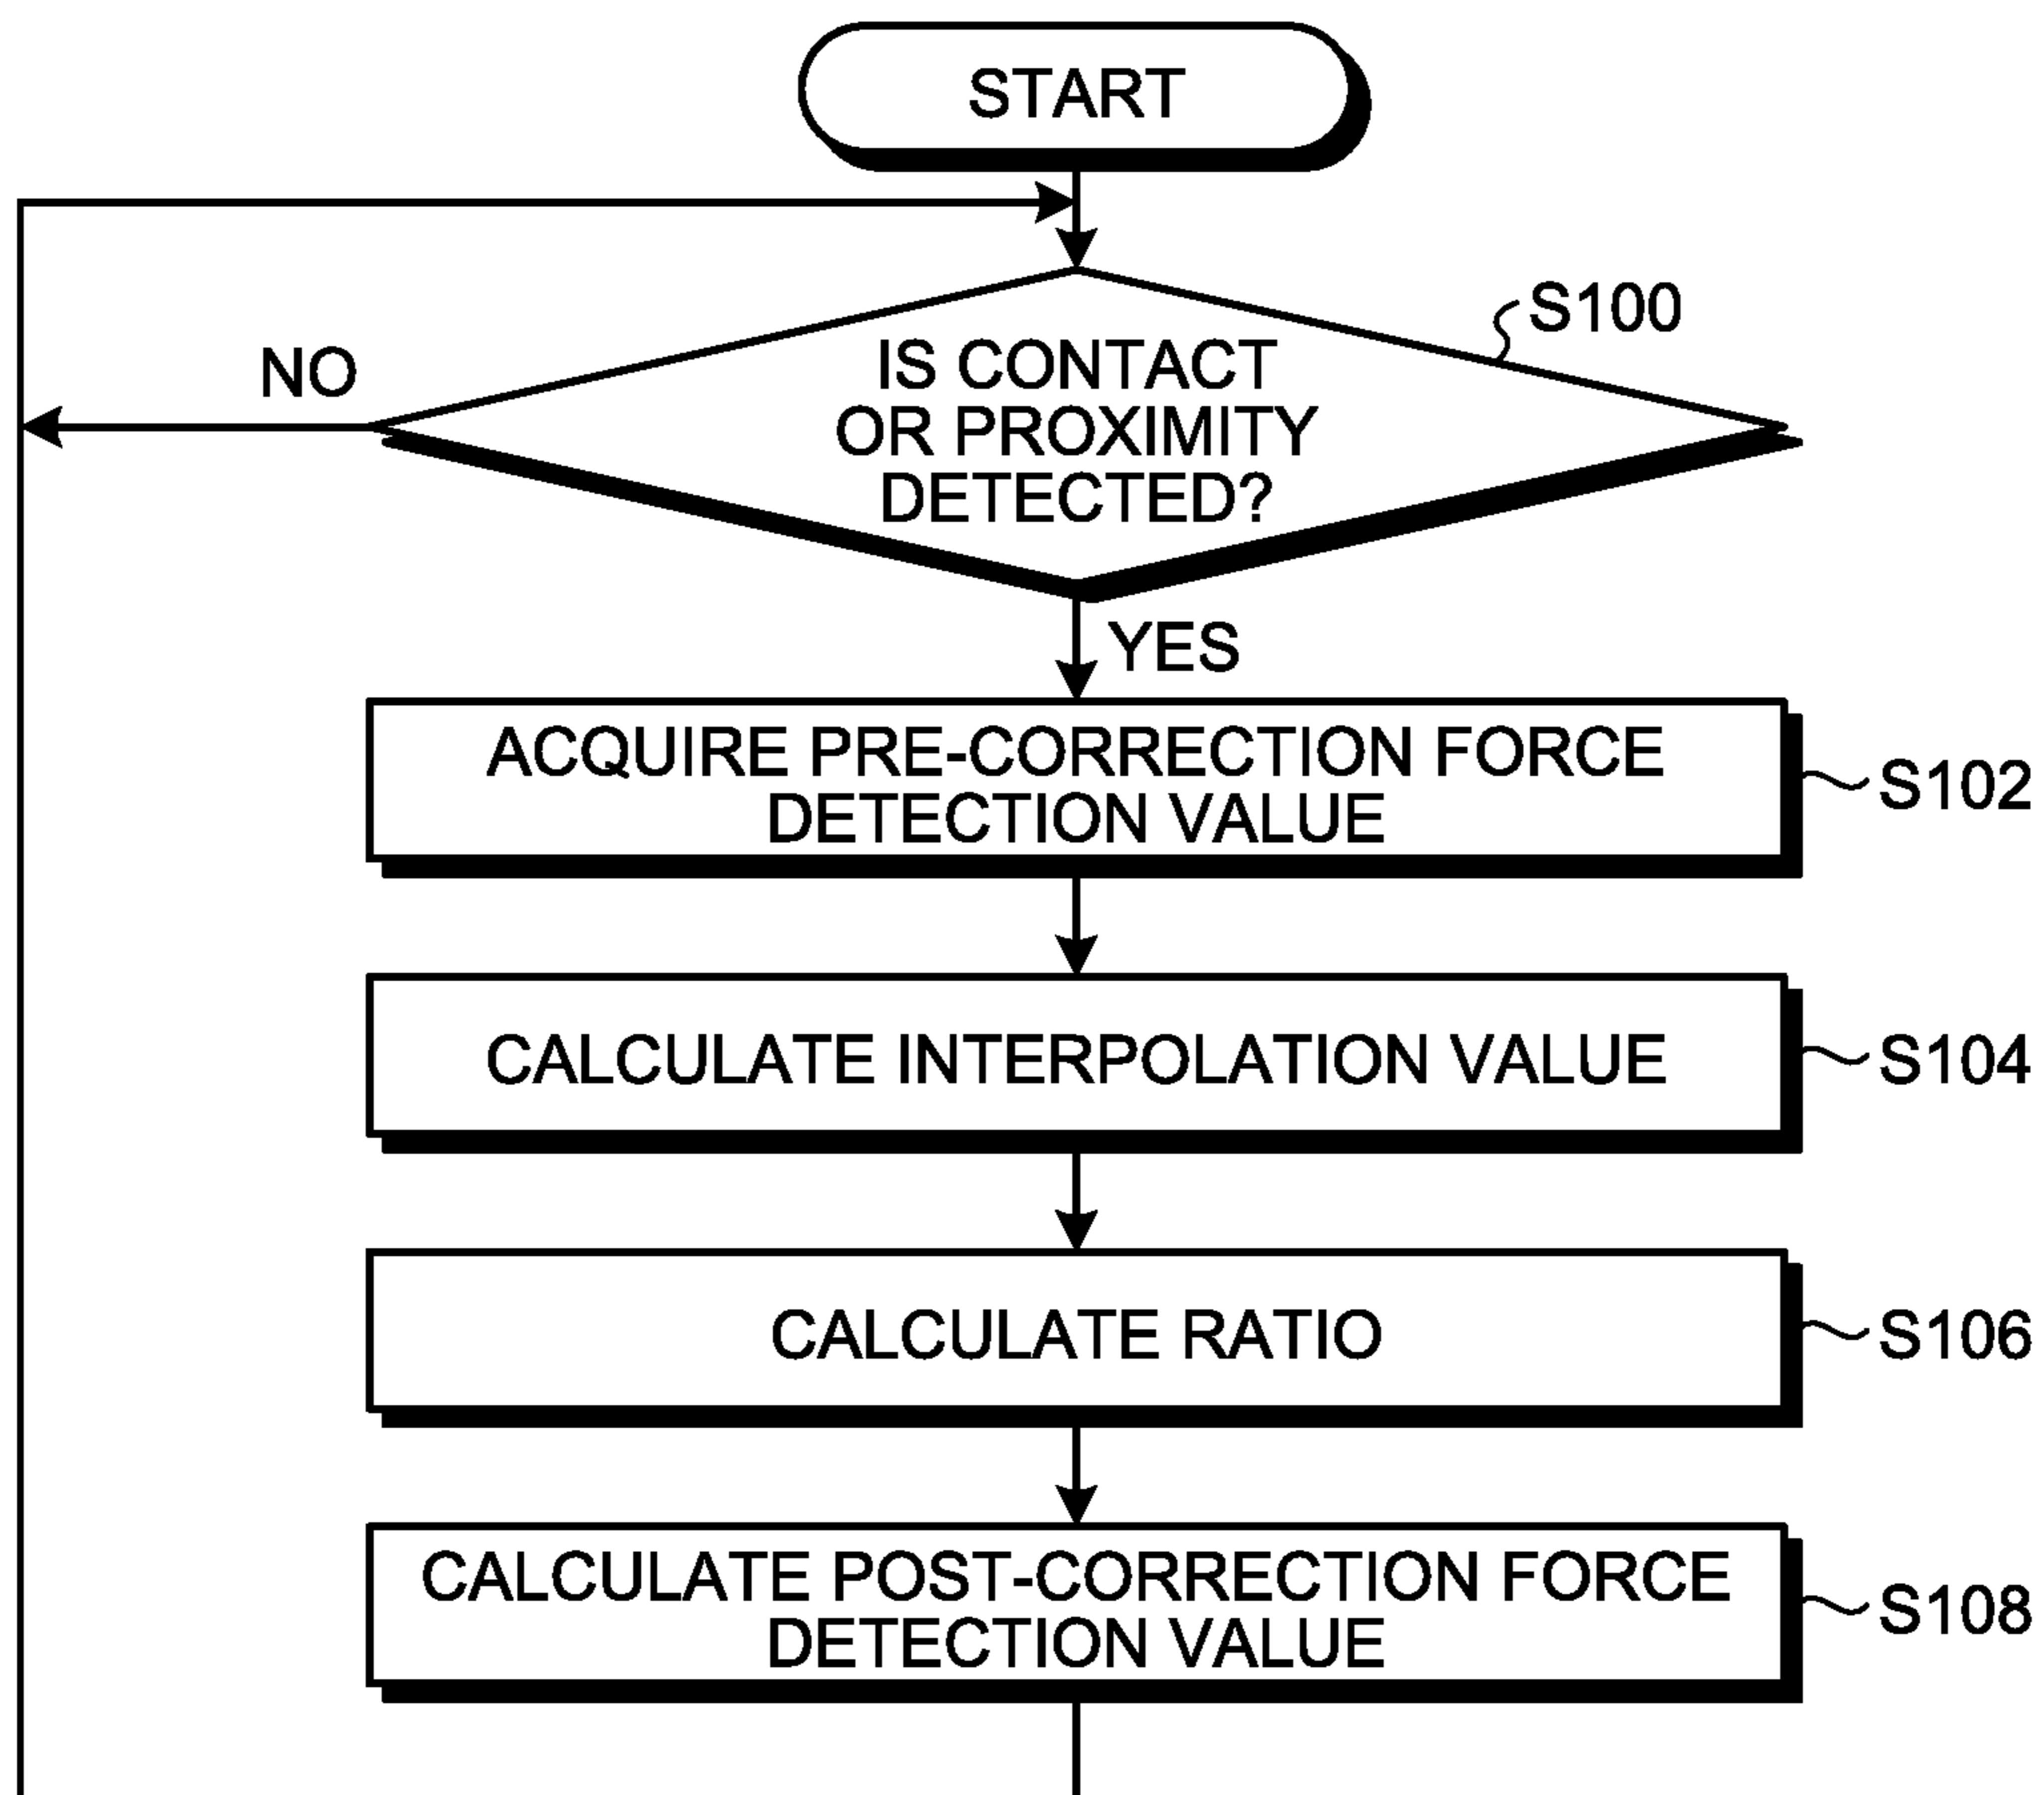 START
S100
IS CONTACT
OR PROXIMITY
DETECTED?
NO
YES
ACQUIRE PRE-CORRECTION FORCE
DETECTION VALUE
S102
CALCULATE INTERPOLATION VALUE
S104
CALCULATE RATIO
S106
CALCULATE POST-CORRECTION FORCE
DETECTION VALUE
S108